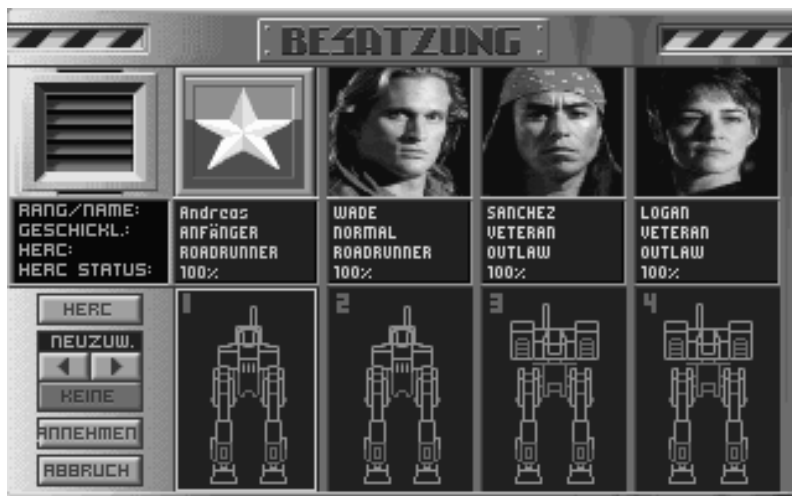 BESATZUNG
RANG/NAME:
GESCHICKL.:
HERC:
HERC STATUS:
Andreas
ANFÄNGER
ROADRUNNER
100%
WADE
NORMAL
ROADRUNNER
100%
SANCHEZ
VETERAN
OUTLAW
100%
LOGAN
VETERAN
OUTLAW
100%
HERC
NEUZUW.
KEINE
ANNEHMEN
ABBRUCH
1
2
3
4